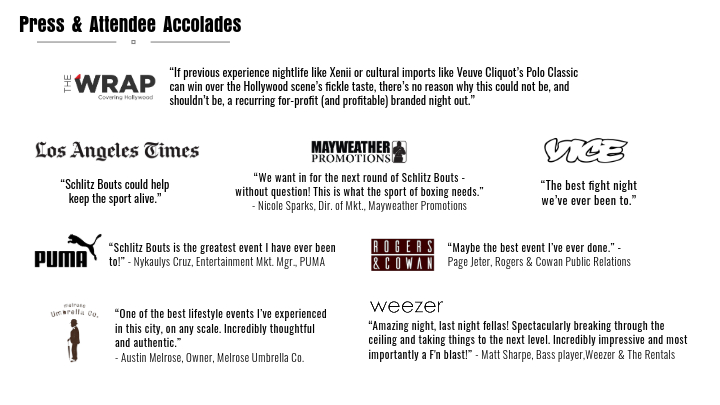 Press & Attendee Accolades
THE WRAP
Covering Hollywood
“If previous experience nightlife like Xenii or cultural imports like Veuve Cliquot’s Polo Classic
can win over the Hollywood scene’s fickle taste, there’s no reason why this could not be, and
shouldn’t be, a recurring for-profit (and profitable) branded night out.”
Los Angeles Times
“Schlitz Bouts could help
keep the sport alive.”
MAYWEATHER
PROMOTIONS
“We want in for the next round of Schlitz Bouts -
without question! This is what the sport of boxing needs.”
- Nicole Sparks, Dir. of Mkt., Mayweather Promotions
VICE
“The best fight night
we’ve ever been to.”
PUMA
“Schlitz Bouts is the greatest event I have ever been
to!” - Nykaulys Cruz, Entertainment Mkt. Mgr., PUMA
ROGERS
& COWAN
“Maybe the best event I’ve ever done.” -
Page Jeter, Rogers & Cowan Public Relations
melrose
Umbrella Co.
“One of the best lifestyle events I’ve experienced
in this city, on any scale. Incredibly thoughtful
and authentic.”
- Austin Melrose, Owner, Melrose Umbrella Co.
weezer
“Amazing night, last night fellas! Spectacularly breaking through the
ceiling and taking things to the next level. Incredibly impressive and most
importantly a F’n blast!” - Matt Sharpe, Bass player,Weezer & The Rentals